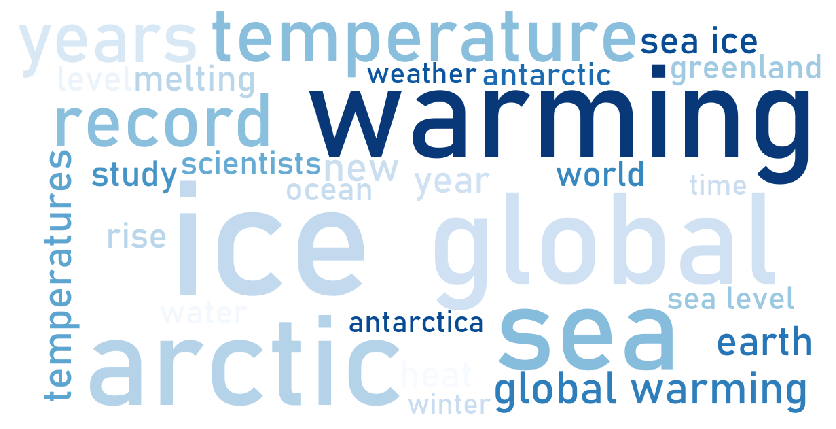 years
temperature
sea ice
level
melting
weather
antarctic
greenland
record
warming
temperatures
study
scientists
new
ocean
year
world
time
rise
ice
global
water
sea level
arctic
antarctica
sea
earth
heat
winter
global warming